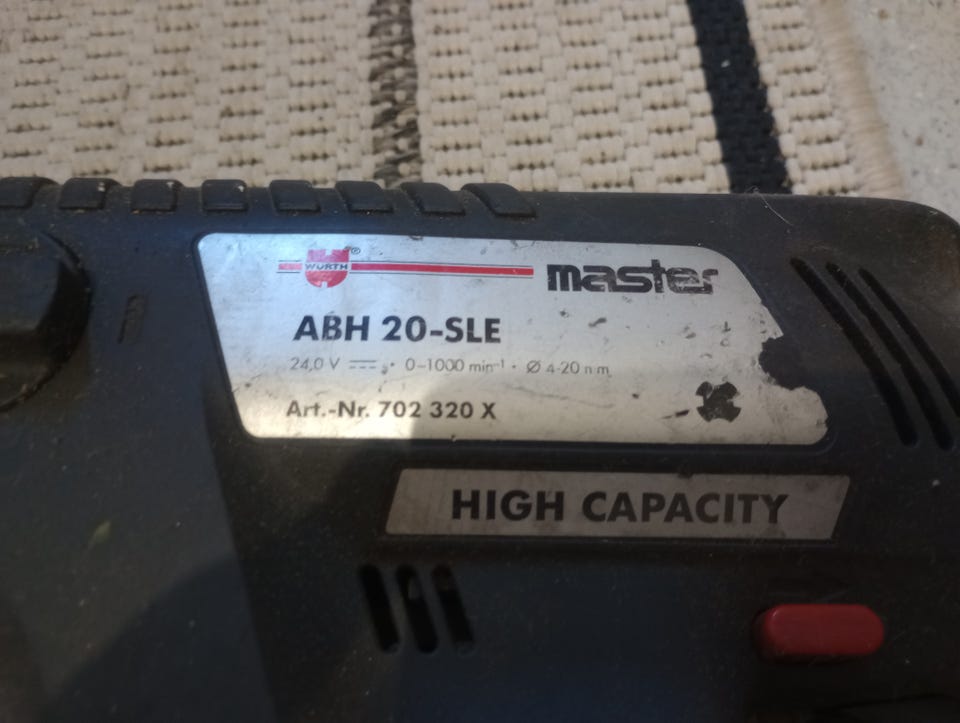 WÜRTH ® master
ABH 20-SLE
24,0 V ⎓ • 0-1000 min⁻¹ • Ø 4-20 mm
Art.-Nr. 702 320 X
HIGH CAPACITY